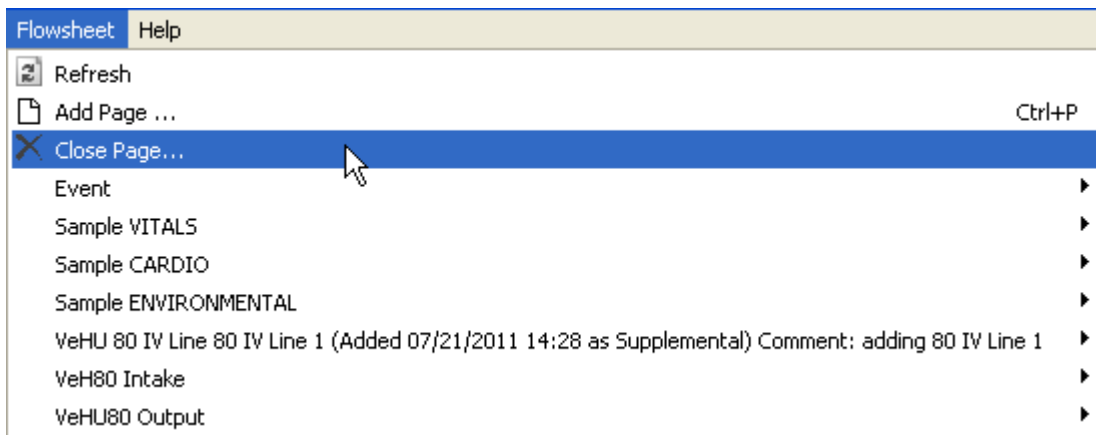 Flowsheet Help
Refresh
Add Page ... Ctrl+P
Close Page...
Event
Sample VITALS
Sample CARDIO
Sample ENVIRONMENTAL
VeHU 80 IV Line 80 IV Line 1 (Added 07/21/2011 14:28 as Supplemental) Comment: adding 80 IV Line 1
VeH80 Intake
VeHU80 Output